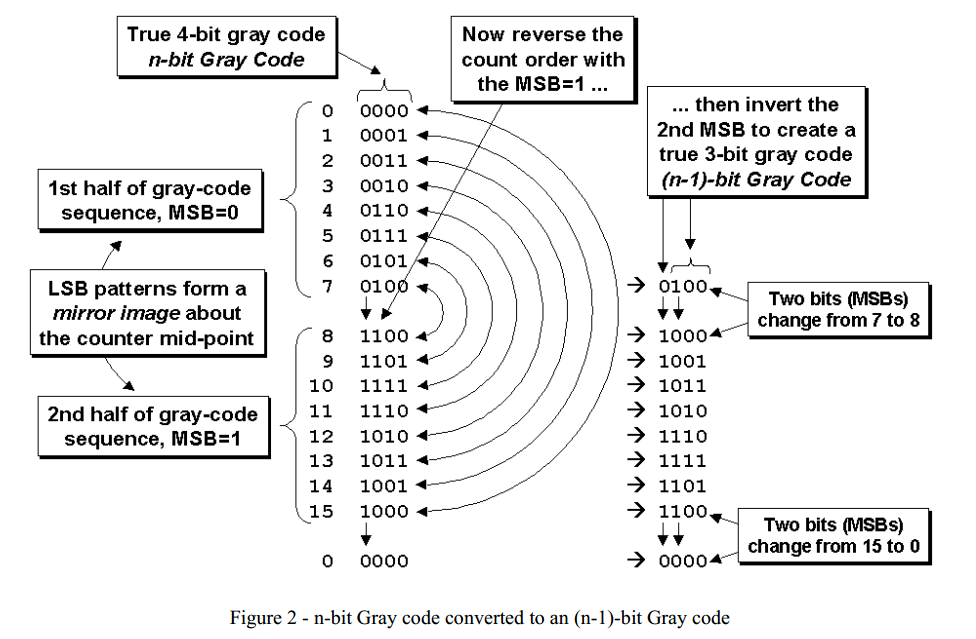 True 4-bit gray code
n-bit Gray Code
Now reverse the
count order with
the MSB=1 ...
... then invert the
2nd MSB to create a
true 3-bit gray code
(n-1)-bit Gray Code
1st half of gray-code
sequence, MSB=0
LSB patterns form a
mirror image about
the counter mid-point
2nd half of gray-code
sequence, MSB=1
0 0000
1 0001
2 0011
3 0010
4 0110
5 0111
6 0101
7 0100 → 0100
8 1100 → 1000
9 1101 → 1001
10 1111 → 1011
11 1110 → 1010
12 1010 → 1110
13 1011 → 1111
14 1001 → 1101
15 1000 → 1100
0 0000 → 0000
Two bits (MSBs)
change from 7 to 8
Two bits (MSBs)
change from 15 to 0
Figure 2 - n-bit Gray code converted to an (n-1)-bit Gray code